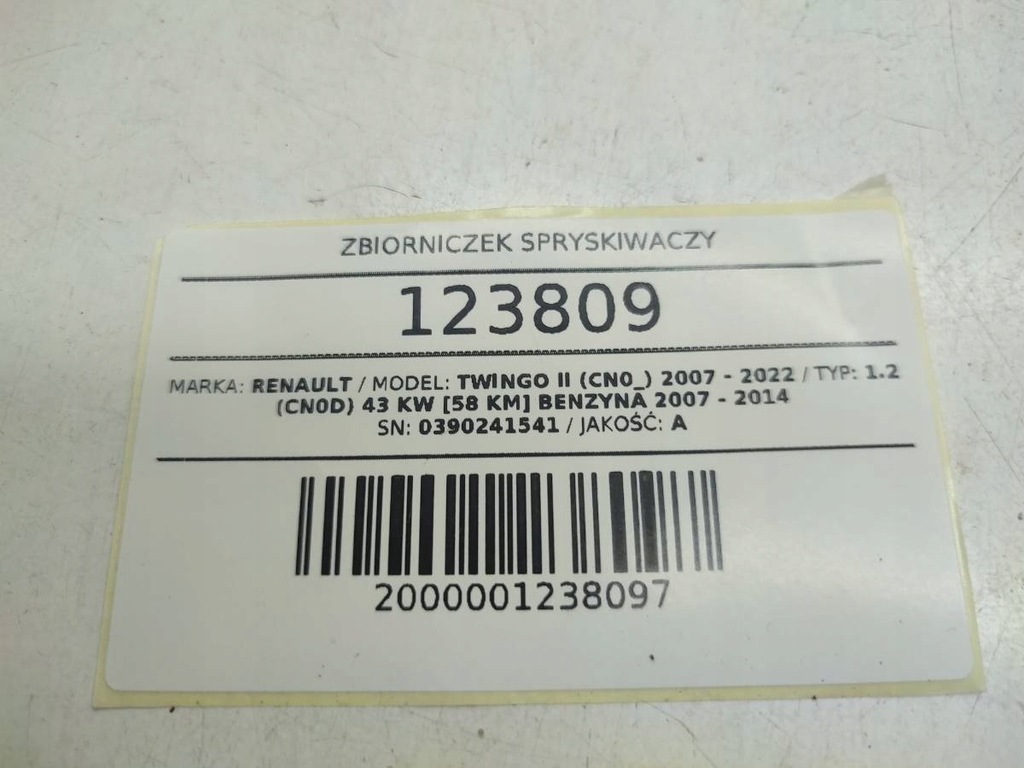 ZBIORNICZEK SPRYSKIWACZY
123809
MARKA: RENAULT / MODEL: TWINGO II (CN0_) 2007 - 2022 / TYP: 1.2
(CN0D) 43 KW [58 KM] BENZYNA 2007 - 2014
SN: 0390241541 / JAKOŚĆ: A
2000001238097